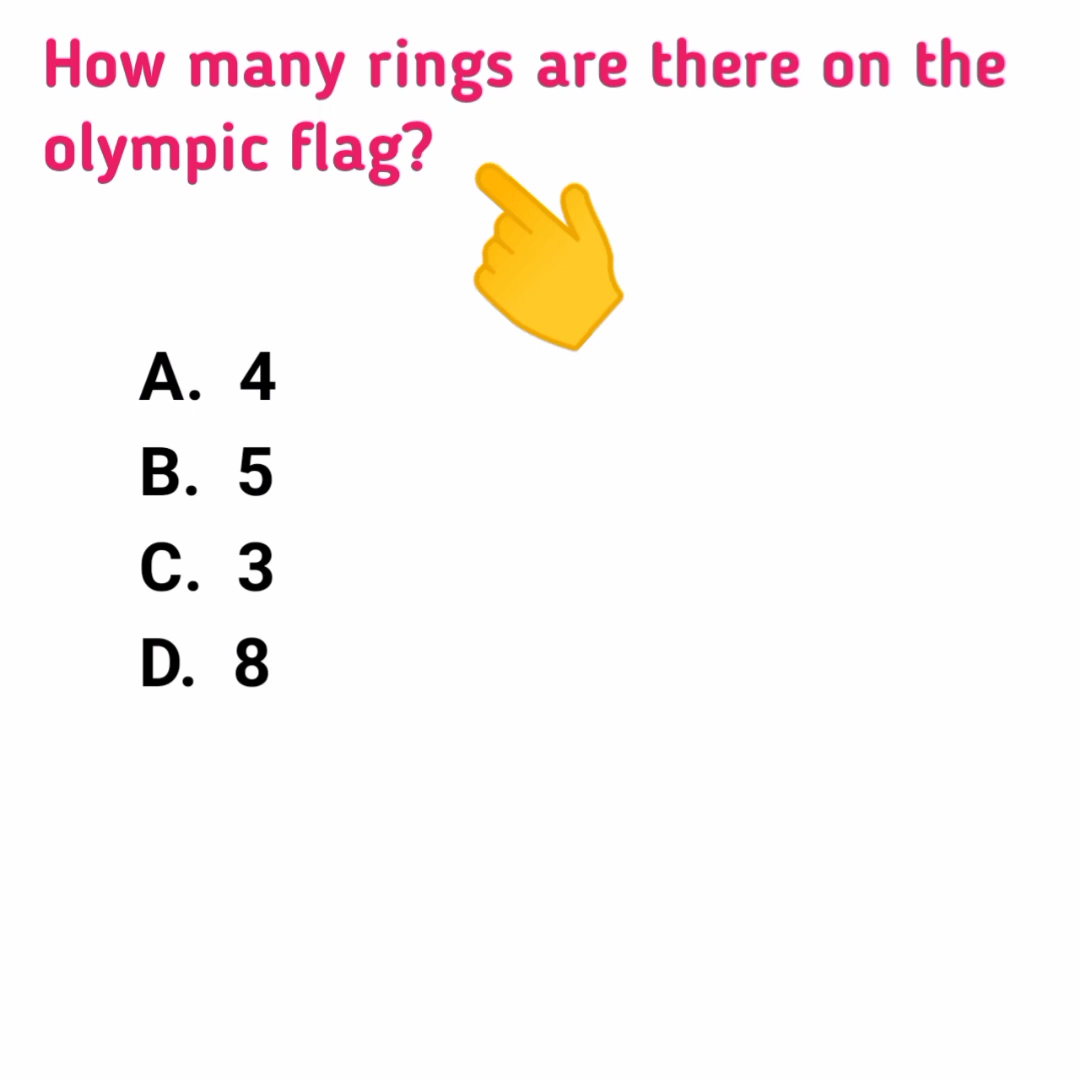 How many rings are there on the
olympic flag?
A. 4
B. 5
C. 3
D. 8